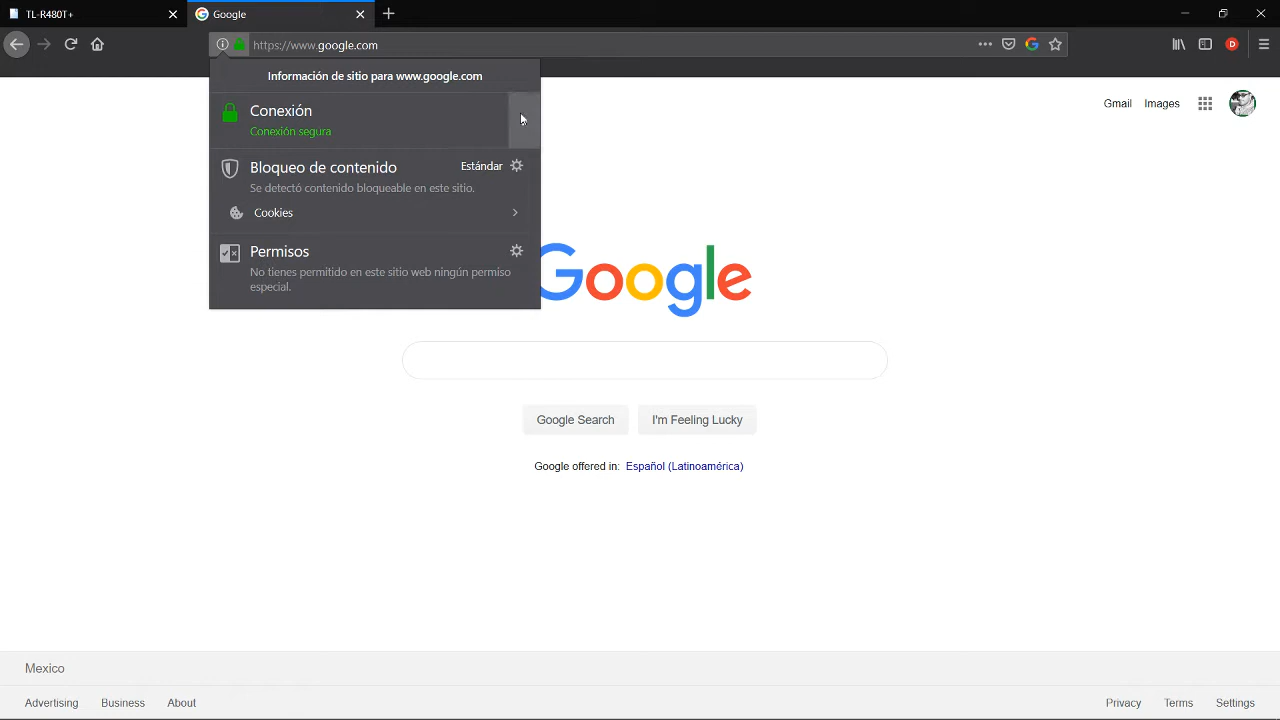 TL-R480T+
Google
https://www.google.com
Información de sitio para www.google.com
Conexión
Conexión segura
Bloqueo de contenido
Estándar
Se detectó contenido bloqueable en este sitio.
Cookies
Permisos
No tienes permitido en este sitio web ningún permiso
especial.
D
Gmail
Images
Google
Google Search
I'm Feeling Lucky
Google offered in: Español (Latinoamérica)
Mexico
Advertising
Business
About
Privacy
Terms
Settings